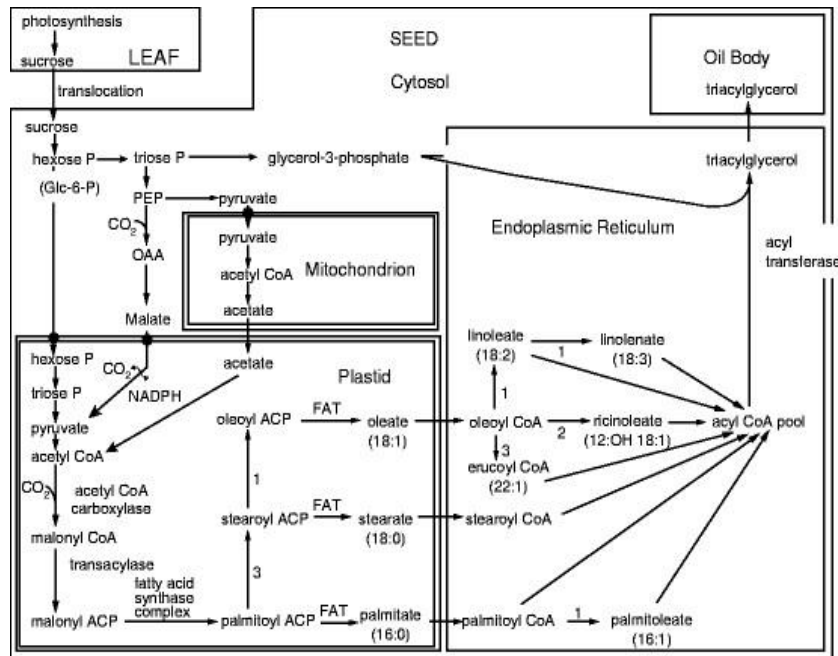 photosynthesis
sucrose
LEAF
translocation
SEED
Cytosol
Oil Body
triacylglycerol
sucrose
hexose P
triose P
glycerol-3-phosphate
triacylglycerol
(Glc-6-P)
PEP
pyruvate
CO2
OAA
Malate
pyruvate
acetyl CoA
acetate
Mitochondrion
Endoplasmic Reticulum
acyl
transferase
hexose P
triose P
pyruvate
acetyl CoA
CO2
NADPH
acetate
Plastid
CO2
acetyl CoA
carboxylase
malonyl CoA
transacylase
malonyl ACP
fatty acid
synthase
complex
oleoyl ACP
FAT
oleate
(18:1)
1
stearoyl ACP
FAT
stearate
(18:0)
3
palmitoyl ACP
FAT
palmitate
(16:0)
linoleate
(18:2)
1
linolenate
(18:3)
1
oleoyl CoA
2
ricinoleate
(12:OH 18:1)
acyl CoA pool
3
erucoyl CoA
(22:1)
stearoyl CoA
palmitoyl CoA
1
palmitoleate
(16:1)